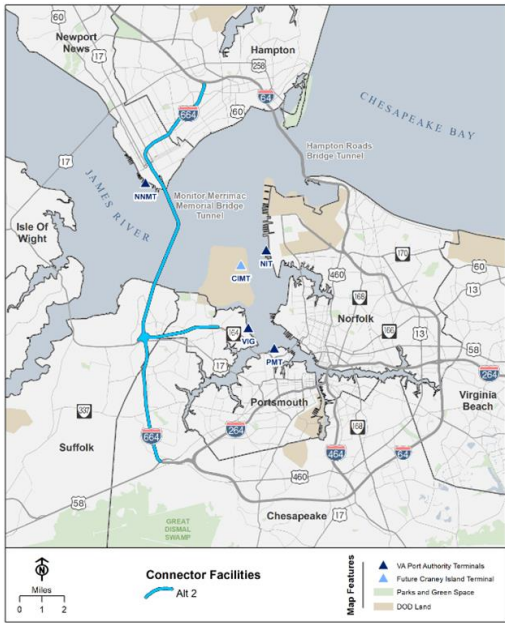 60
Newport
News
17
Hampton
258
664
60
64
CHESAPEAKE BAY
Hampton Roads
Bridge Tunnel
17
JAMES RIVER
NNMT
Monitor Merrimac
Memorial Bridge
Tunnel
Isle Of
Wight
NIT
CIMT
460
170
60
13
168
Norfolk
166
13
164
VIG
PMT
17
58
264
Virginia
Beach
337
Portsmouth
264
664
Suffolk
464
168
64
460
58
GREAT
DISMAL
SWAMP
Chesapeake
17
N
Miles
0 1 2
Connector Facilities
Alt 2
Map Features
VA Port Authority Terminals
Future Craney Island Terminal
Parks and Green Space
DOD Land